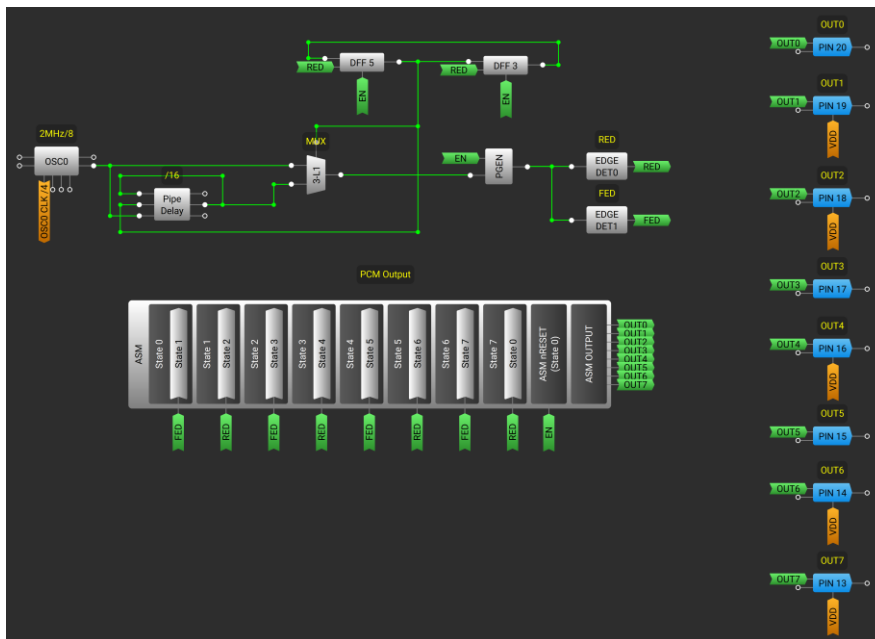 RED
DFF 5
EN
RED
DFF 3
EN
2MHz/8
OSC0
OSC0 CLK /4
/16
Pipe
Delay
MUX
3-L1
EN
PGEN
RED
EDGE
DET0
RED
FED
EDGE
DET1
FED
PCM Output
ASM
State 0
State 1
State 1
State 2
State 2
State 3
State 3
State 4
State 4
State 5
State 5
State 6
State 6
State 7
State 7
State 0
ASM nRESET
(State 0)
ASM OUTPUT
OUT0
OUT1
OUT2
OUT3
OUT4
OUT5
OUT6
OUT7
FED
RED
FED
RED
FED
RED
FED
RED
EN
OUT0
OUT0
PIN 20
OUT1
OUT1
PIN 19
VDD
OUT2
OUT2
PIN 18
VDD
OUT3
OUT3
PIN 17
OUT4
OUT4
PIN 16
VDD
OUT5
OUT5
PIN 15
OUT6
OUT6
PIN 14
VDD
OUT7
OUT7
PIN 13
VDD